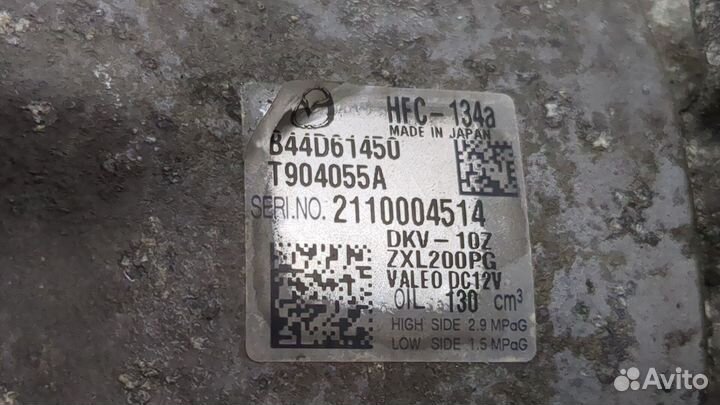 HFC-134a
MADE IN JAPAN
B44D61450
T904055A
SERI.NO. 2110004514
DKV-10Z
ZXL200PG
VALEO DC12V
OIL 130 cm³
HIGH SIDE 2.9 MPaG
LOW SIDE 1.5 MPaG
Avito